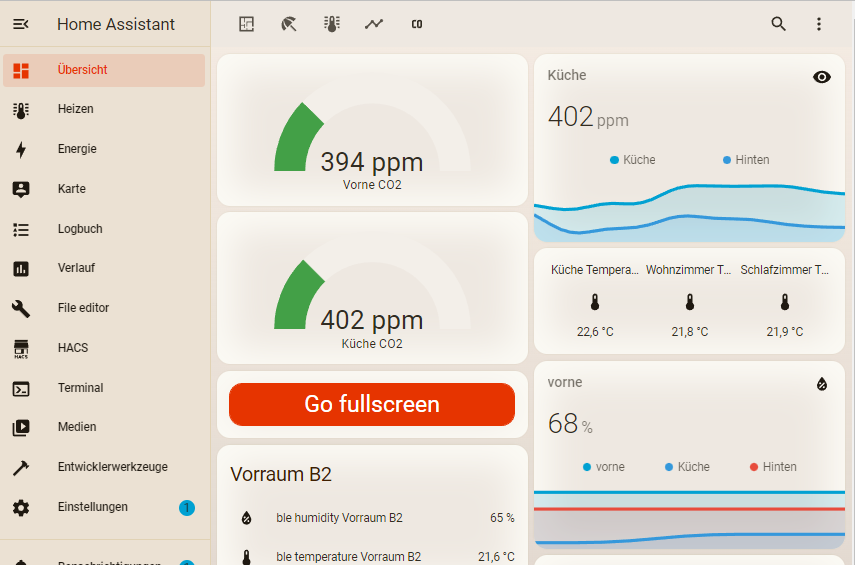 Home Assistant
Übersicht
Heizen
Energie
Karte
Logbuch
Verlauf
File editor
HACS
HACS
Terminal
Medien
Entwicklerwerkzeuge
Einstellungen 1
Benachrichtigungen
CO
394 ppm
Vorne CO2
402 ppm
Küche CO2
Go fullscreen
Vorraum B2
ble humidity Vorraum B2 65 %
ble temperature Vorraum B2 21,6 °C
Küche
402 ppm
Küche Hinten
Küche Tempera... Wohnzimmer T... Schlafzimmer T...
22,6 °C 21,8 °C 21,9 °C
vorne
68 %
vorne Küche Hinten